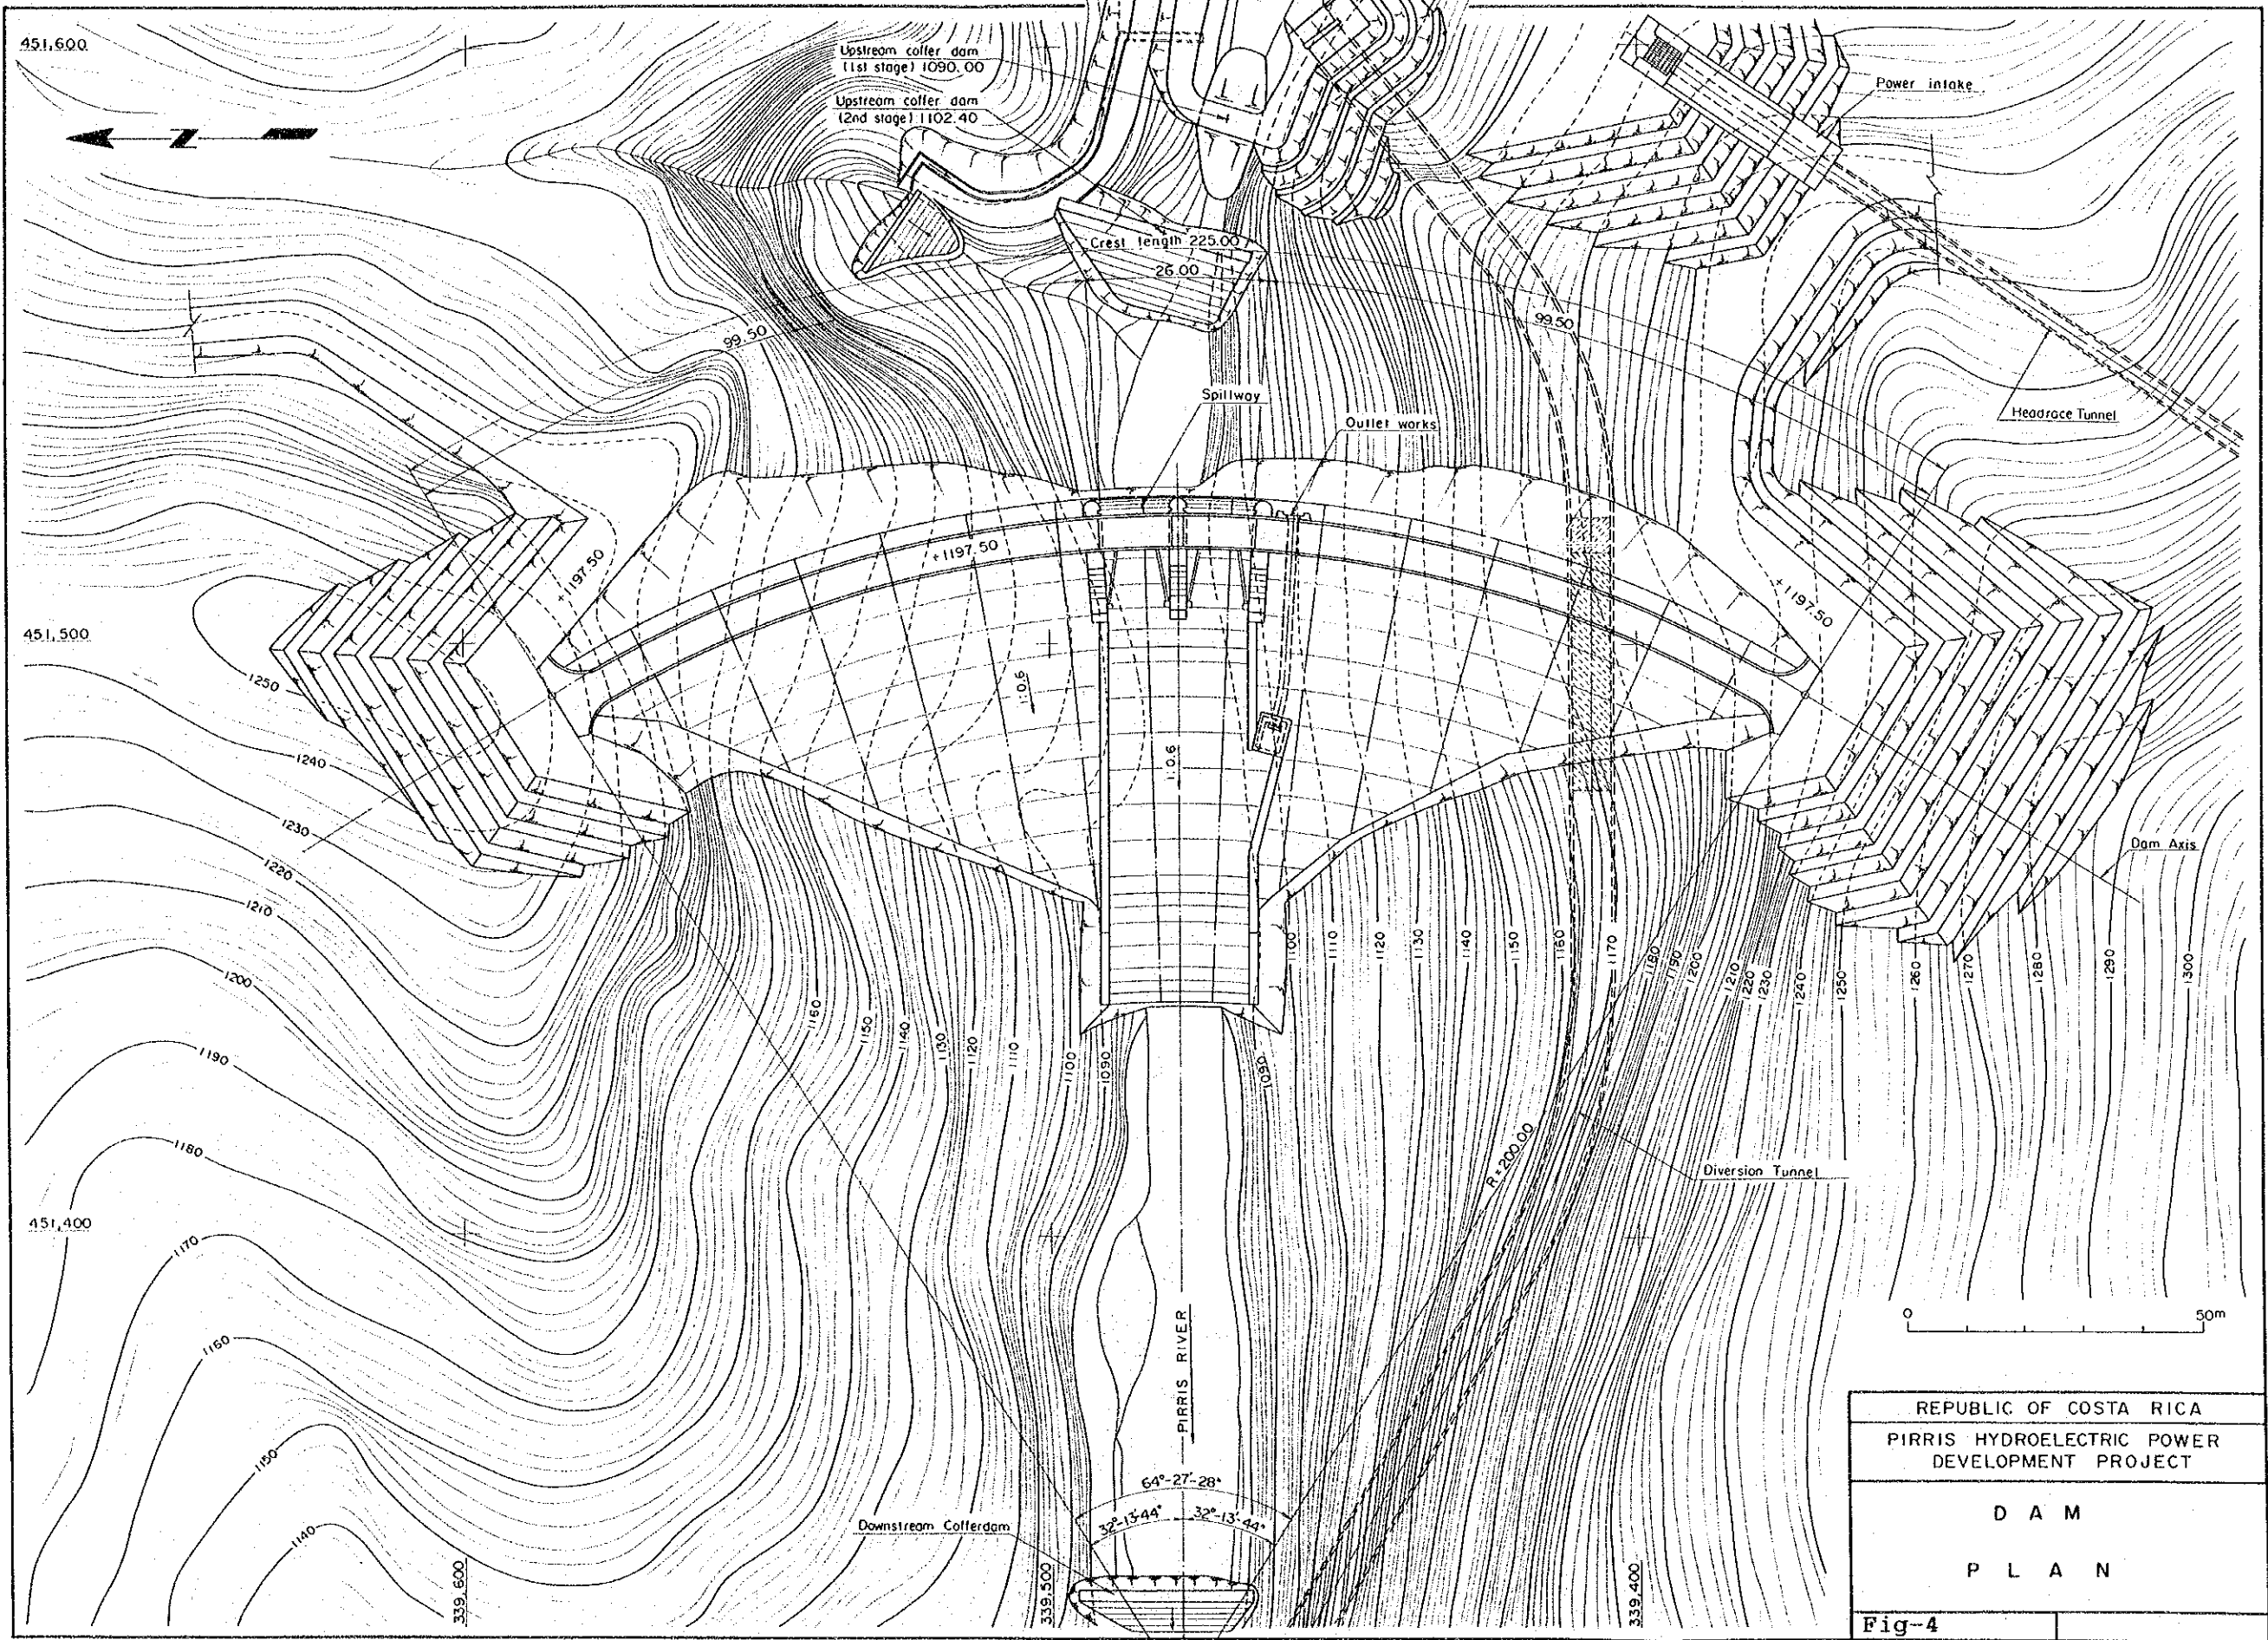 451,600
Upstream coffer dam
(1st stage) 1090.00
Upstream coffer dam
(2nd stage) 1102.40
Power intake
Z
Crest length 225.00
26.00
99.50
99.50
Spillway
Outlet works
Headrace Tunnel
+1197.50
+1197.50
+1197.50
451,500
1:0.6
1:0.6
1250
1240
1230
1220
1210
1200
1190
1180
1170
1160
1150
1140
Dam Axis
1160
1150
1140
1130
1120
1110
1100
1090
1090
1100
1110
1120
1130
1140
1150
1160
1170
1180
1190
1200
1210
1220
1230
1240
1250
1260
1270
1280
1290
1300
R=200.00
Diversion Tunnel
451,400
PIRRIS RIVER
64°-27'-28"
32°-13'-44" 32°-13'-44"
Downstream Cofferdam
339,600
339,500
339,400
0 50m
REPUBLIC OF COSTA RICA
PIRRIS HYDROELECTRIC POWER
DEVELOPMENT PROJECT
DAM
PLAN
Fig-4